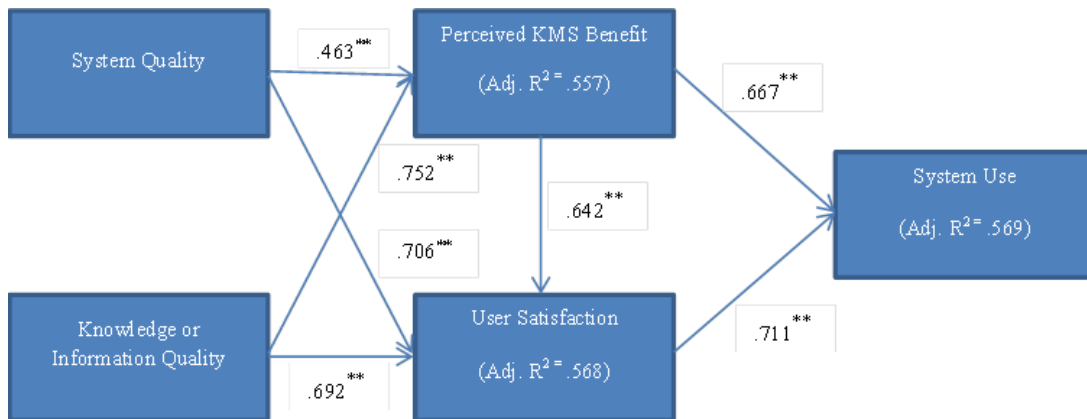 System Quality
.463**
Perceived KMS Benefit
(Adj. R² = .557)
.667**
.752**
.642**
System Use
(Adj. R² = .569)
.706**
Knowledge or
Information Quality
User Satisfaction
(Adj. R² = .568)
.711**
.692**